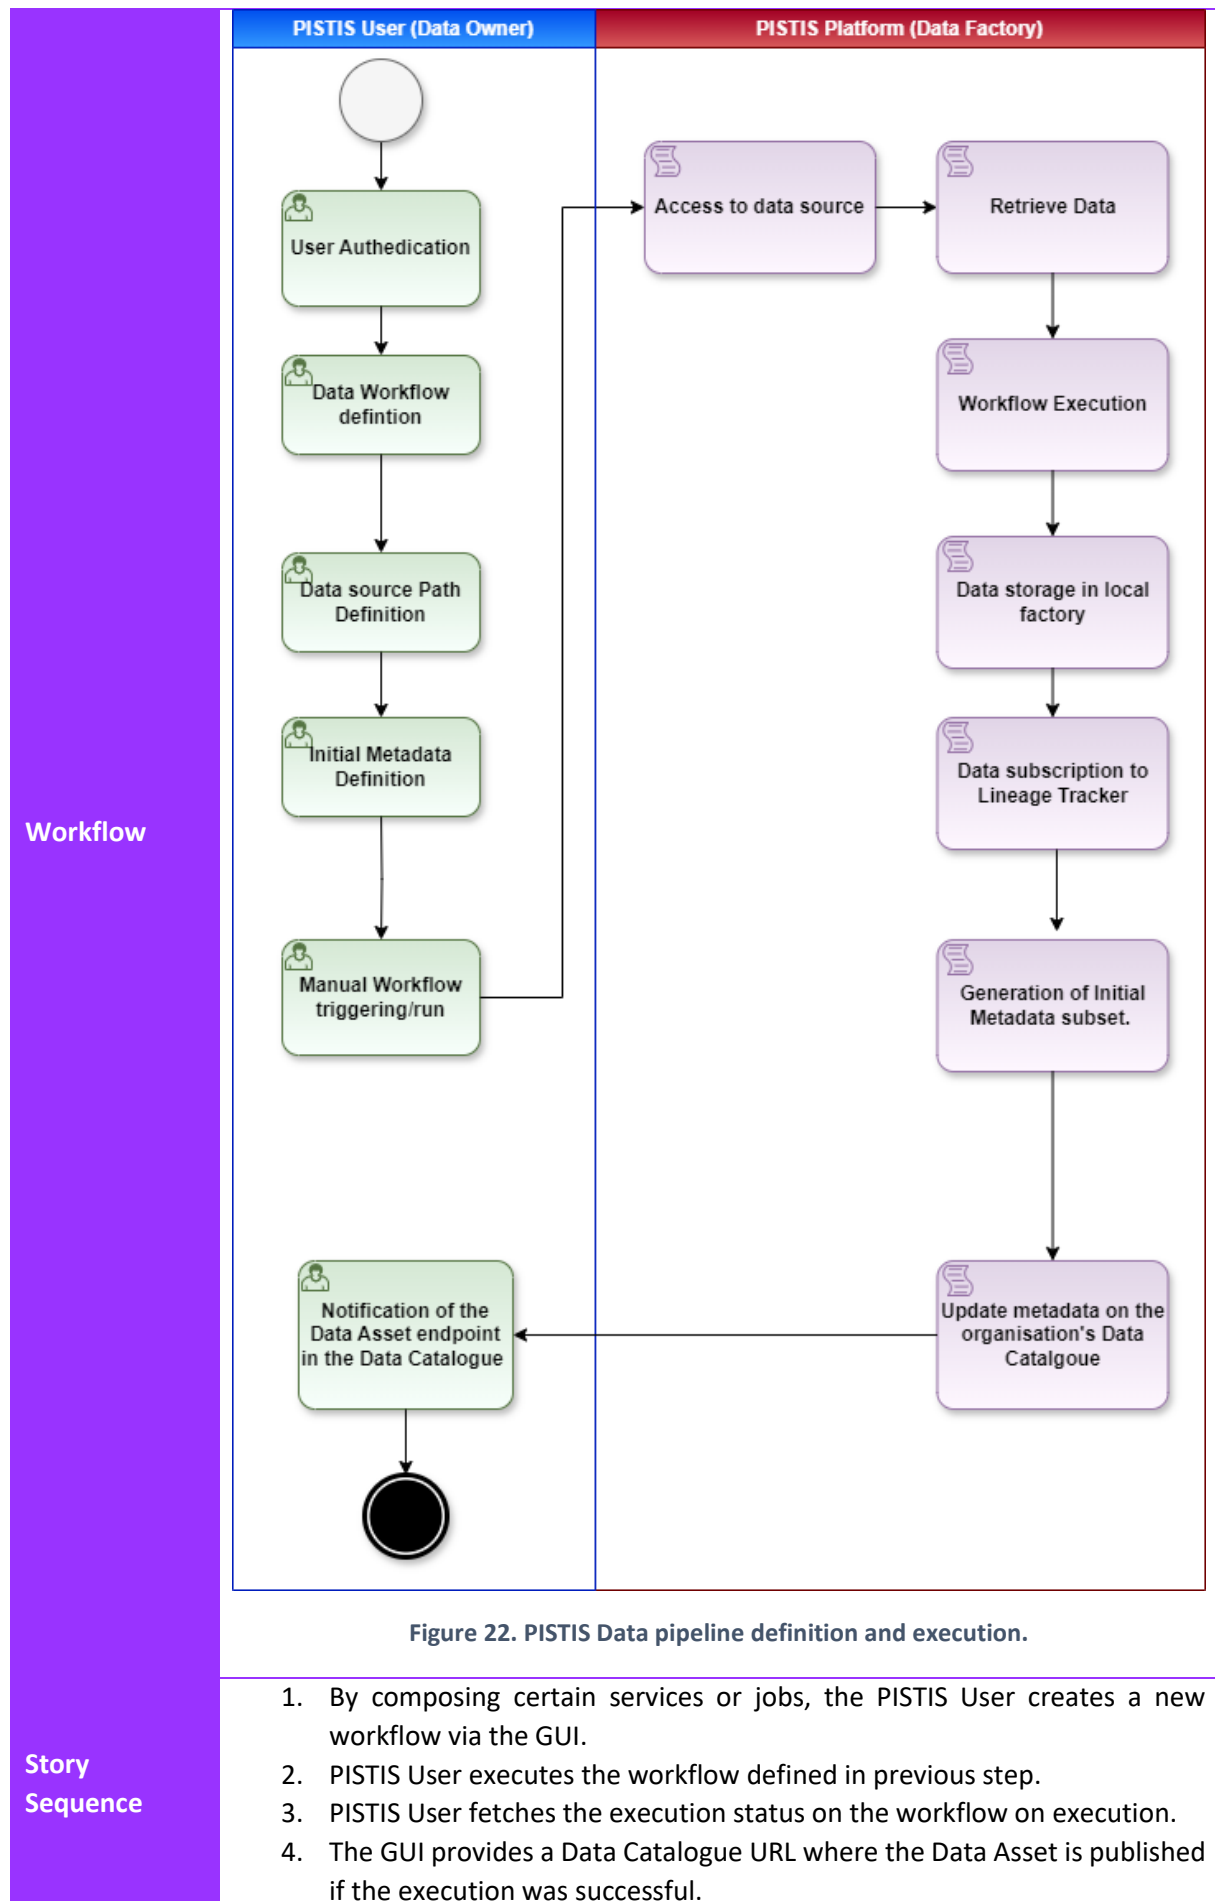 PISTIS User (Data Owner)
PISTIS Platform (Data Factory)
User Authedication
Data Workflow
defintion
Data source Path
Definition
Initial Metadata
Definition
Manual Workflow
triggering/run
Access to data source
Retrieve Data
Workflow Execution
Data storage in local
factory
Data subscription to
Lineage Tracker
Generation of Initial
Metadata subset.
Update metadata on the
organisation's Data
Catalgoue
Notification of the
Data Asset endpoint
in the Data Catalogue
Workflow
Figure 22. PISTIS Data pipeline definition and execution.
Story
Sequence
1. By composing certain services or jobs, the PISTIS User creates a new
workflow via the GUI.
2. PISTIS User executes the workflow defined in previous step.
3. PISTIS User fetches the execution status on the workflow on execution.
4. The GUI provides a Data Catalogue URL where the Data Asset is published
if the execution was successful.